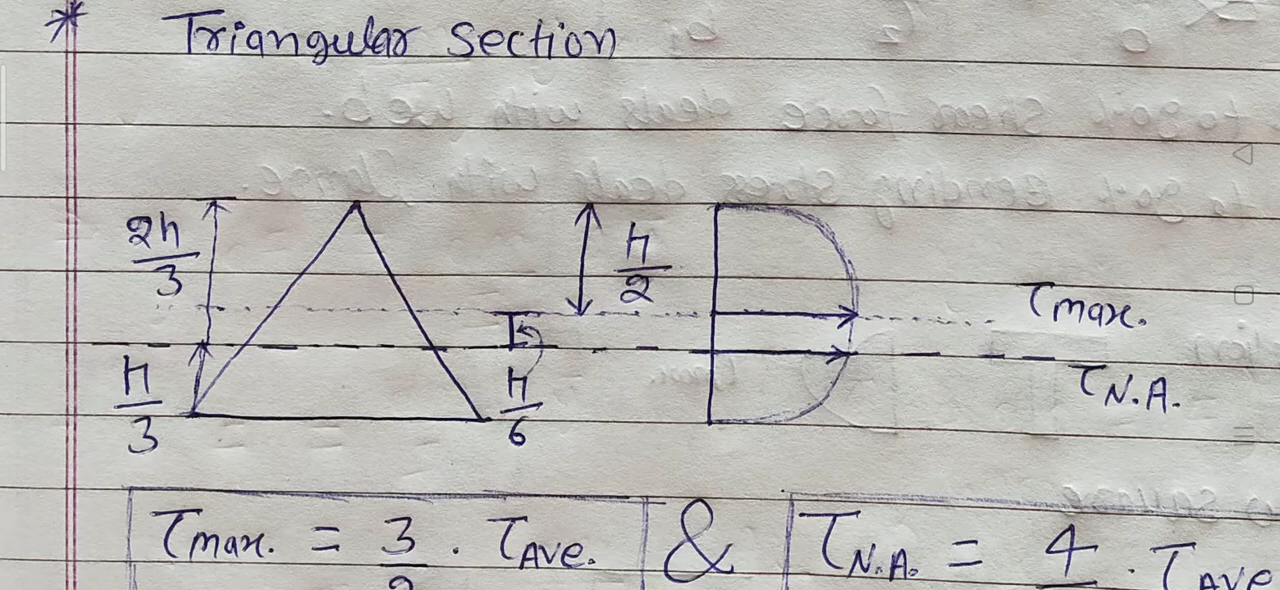 * Triangular section
2h/3
h/2
τmax.
h/3
h/6
τN.A.
τmax. = 3/2 . τAve. & τN.A. = 4 . τAve